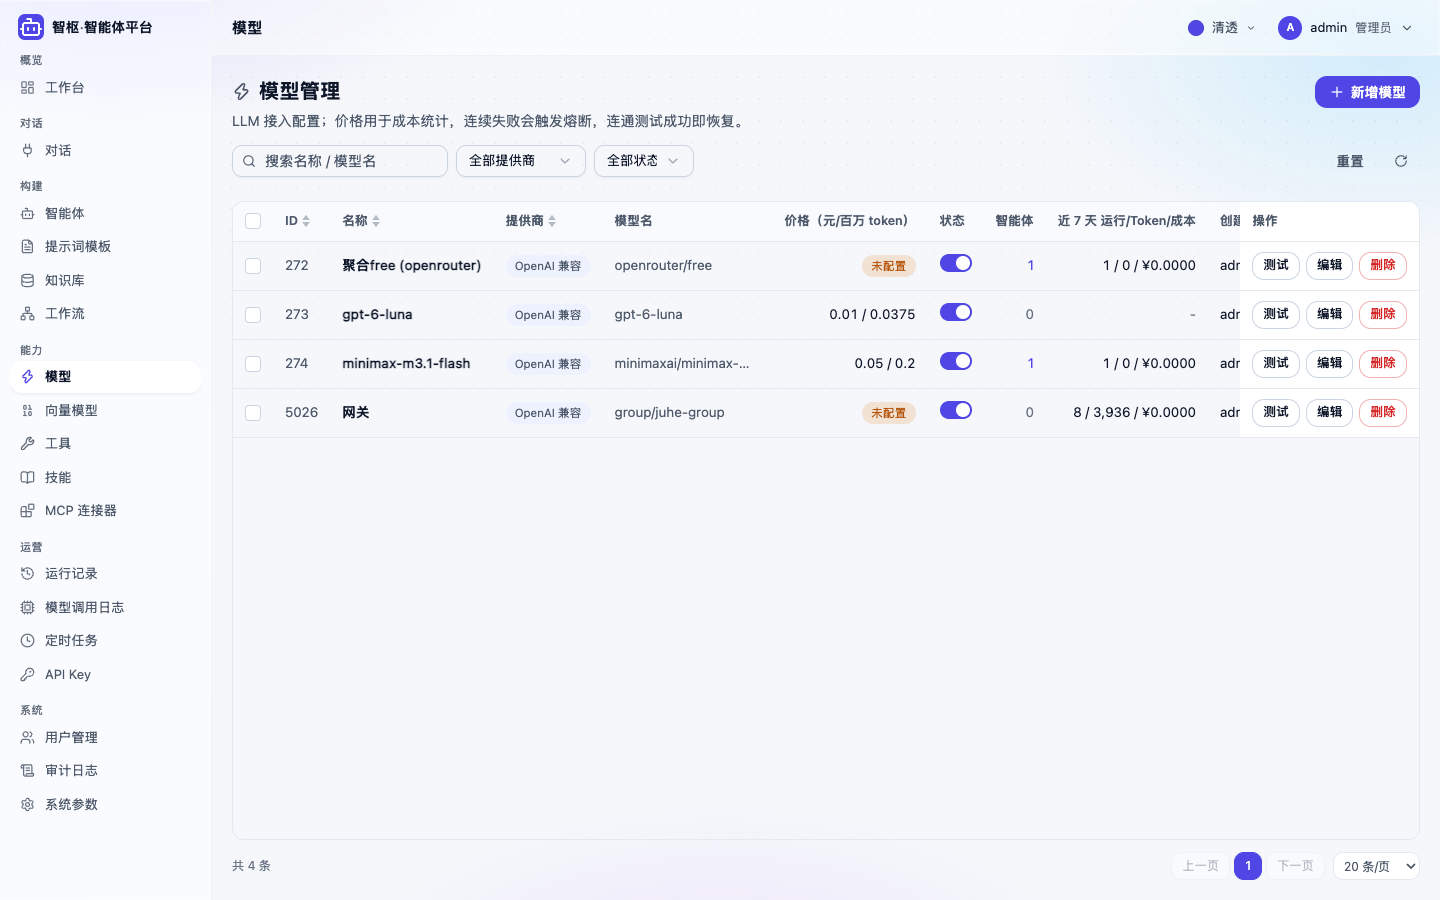 智枢·智能体平台
概览
工作台
对话
对话
构建
智能体
提示词模板
知识库
工作流
能力
模型
向量模型
工具
技能
MCP 连接器
运营
运行记录
模型调用日志
定时任务
API Key
系统
用户管理
审计日志
系统参数
模型
清透
A admin 管理员
模型管理
新增模型
LLM 接入配置；价格用于成本统计，连续失败会触发熔断，连通测试成功即恢复。
搜索名称 / 模型名 全部提供商 全部状态 重置
ID 名称 提供商 模型名 价格（元/百万 token） 状态 智能体 近 7 天 运行/Token/成本 创建 操作
272 聚合free (openrouter) OpenAI 兼容 openrouter/free 未配置 1 1 / 0 / ¥0.0000 adr 测试 编辑 删除
273 gpt-6-luna OpenAI 兼容 gpt-6-luna 0.01 / 0.0375 0 - adr 测试 编辑 删除
274 minimax-m3.1-flash OpenAI 兼容 minimaxai/minimax-... 0.05 / 0.2 1 1 / 0 / ¥0.0000 adr 测试 编辑 删除
5026 网关 OpenAI 兼容 group/juhe-group 未配置 0 8 / 3,936 / ¥0.0000 adr 测试 编辑 删除
共 4 条
上一页 1 下一页 20 条/页